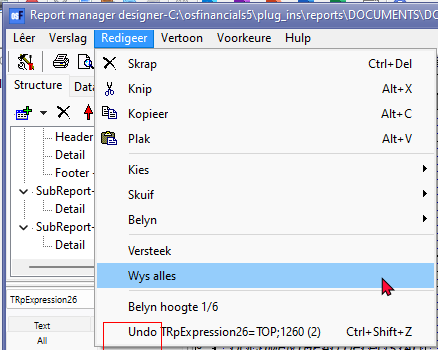 Report manager designer-C:\osfinancials5\plug_ins\reports\DOCUMENTS\DO
Lêer Verslag Redigeer Vertoon Voorkeure Hulp
Structure Data
Header
Detail
Footer -
SubReport-
Detail
SubReport-
Detail
TRpExpression26
Text
All
Skrap Ctrl+Del
Knip Alt+X
Kopieer Alt+C
Plak Alt+V
Kies
Skuif
Belyn
Versteek
Wys alles
Belyn hoogte 1/6
Undo TRpExpression26=TOP;1260 (2) Ctrl+Shift+Z